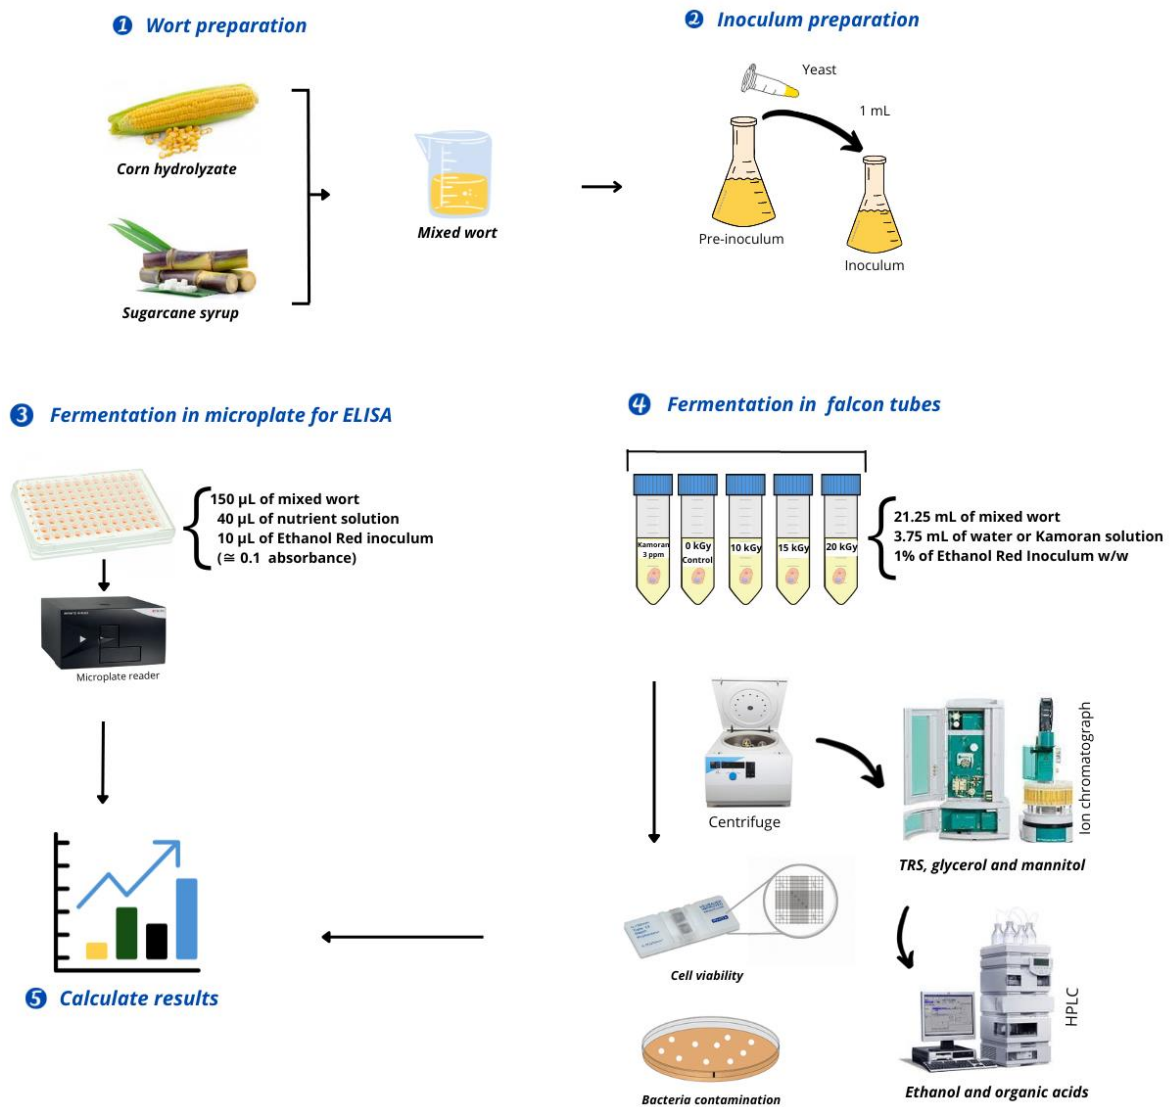 ❶ Wort preparation
Corn hydrolyzate
Sugarcane syrup
Mixed wort
❷ Inoculum preparation
Yeast
1 mL
Pre-inoculum
Inoculum
❸ Fermentation in microplate for ELISA
150 µL of mixed wort
40 µL of nutrient solution
10 µL of Ethanol Red inoculum
(≅ 0.1 absorbance)
Microplate reader
❹ Fermentation in falcon tubes
Kamoran
3 ppm
0 kGy
Control
10 kGy
15 kGy
20 kGy
21.25 mL of mixed wort
3.75 mL of water or Kamoran solution
1% of Ethanol Red Inoculum w/w
Centrifuge
Ion chromatograph
TRS, glycerol and mannitol
Cell viability
Bacteria contamination
HPLC
Ethanol and organic acids
❺ Calculate results